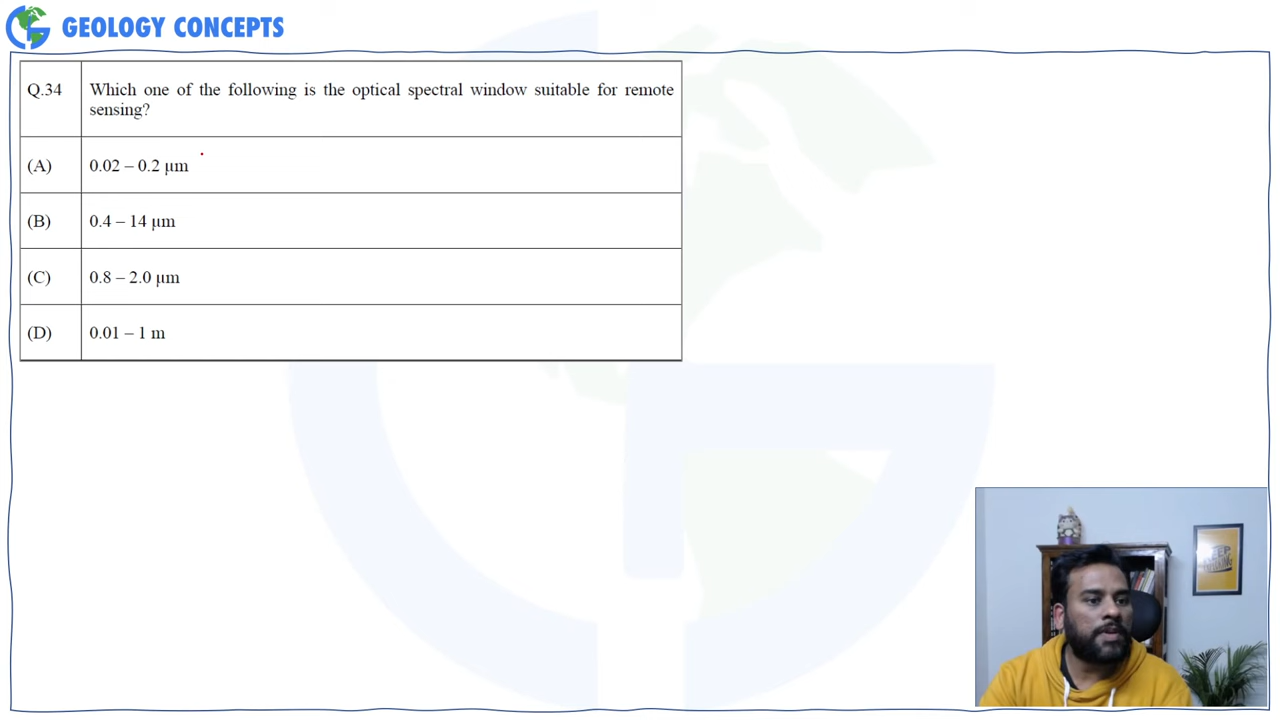 GEOLOGY CONCEPTS
Q.34 Which one of the following is the optical spectral window suitable for remote
sensing?
(A) 0.02 – 0.2 μm
(B) 0.4 – 14 μm
(C) 0.8 – 2.0 μm
(D) 0.01 – 1 m